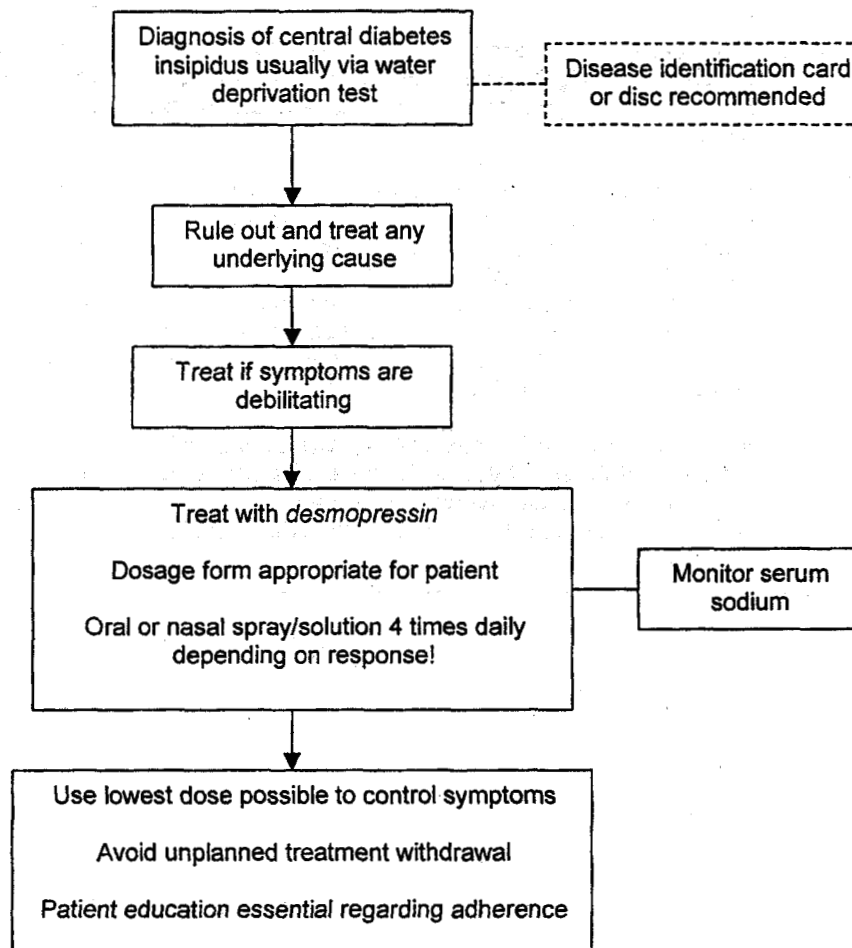 Diagnosis of central diabetes
insipidus usually via water
deprivation test
Disease identification card
or disc recommended
Rule out and treat any
underlying cause
Treat if symptoms are
debilitating
Treat with desmopressin
Dosage form appropriate for patient
Oral or nasal spray/solution 4 times daily
depending on response!
Monitor serum
sodium
Use lowest dose possible to control symptoms
Avoid unplanned treatment withdrawal
Patient education essential regarding adherence